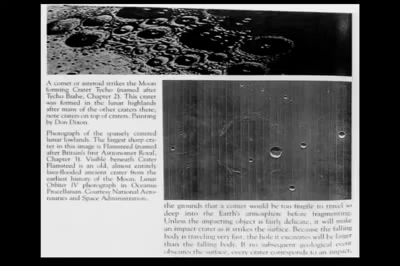 A comet or asteroid strikes the Moon
forming Crater Tycho (named after
Tycho Brahe, Chapter 2). This crater
was formed in the lunar highlands
after many of the other craters there;
note craters on top of craters. Painting
by Don Dixon.
Photograph of the sparsely cratered
lunar lowlands. The largest sharp cra-
ter in this image is Flamsteed (named
after Britain's first Astronomer Royal,
Chapter 3). Visible beneath Crater
Flamsteed is an old, almost entirely
lava-flooded ancient crater from the
earliest history of the Moon. Lunar
Orbiter IV photograph in Oceanus
Procellarum. Courtesy National Aero-
nautics and Space Administration.
the grounds that a comet would be too fragile to travel so
deep into the Earth's atmosphere before fragmenting.
Unless the impacting object is fairly delicate, it will make
an impact crater as it strikes the surface. Because the falling
body is traveling very fast, the hole it excavates will be larger
than the falling body. If no subsequent geological event
obscures the surface, every crater corresponds to an impact,